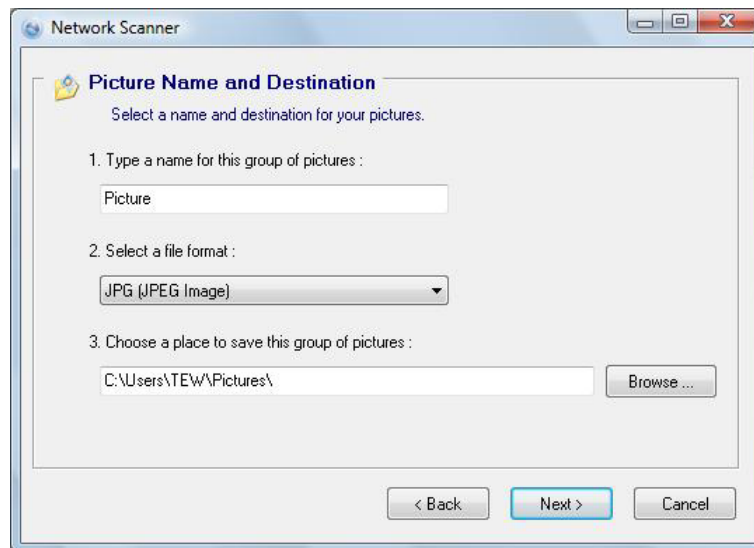 Network Scanner
Picture Name and Destination
Select a name and destination for your pictures.
1. Type a name for this group of pictures :
Picture
2. Select a file format :
JPG (JPEG Image)
3. Choose a place to save this group of pictures :
C:\Users\TEW\Pictures\
Browse ...
< Back
Next >
Cancel